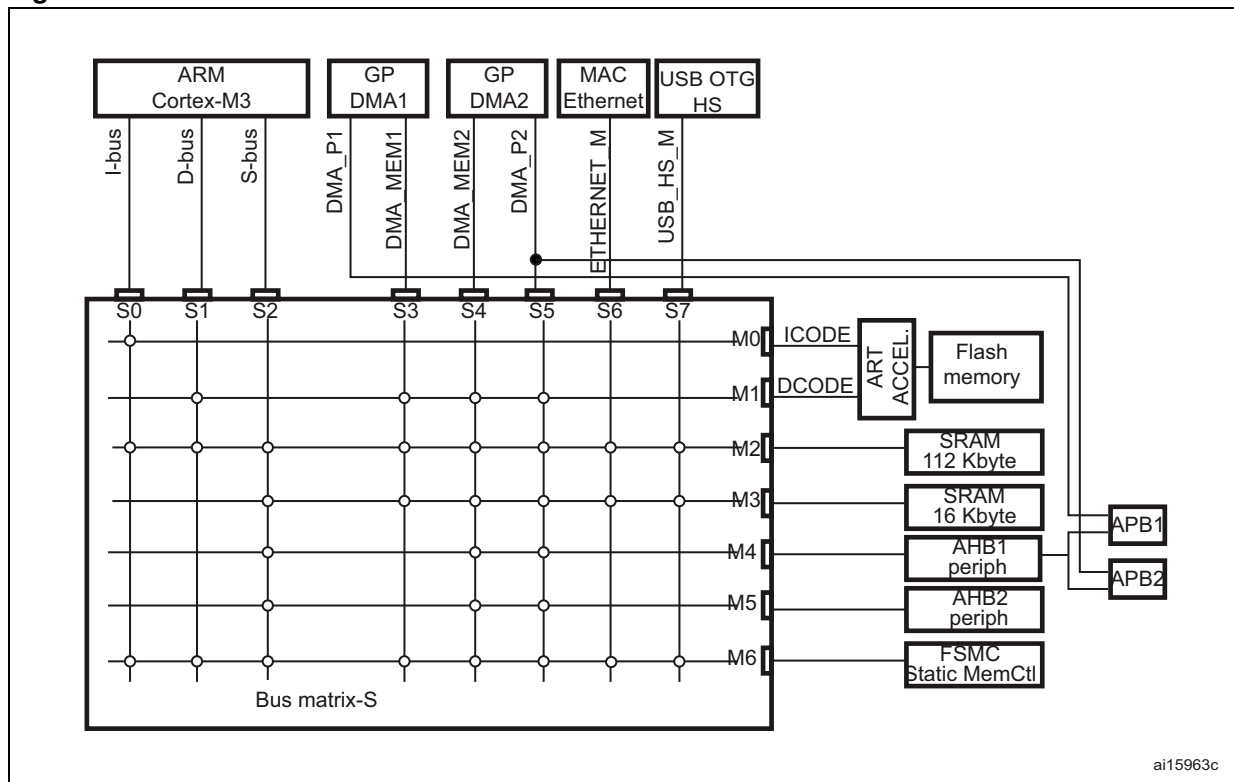 ARM
Cortex-M3
GP
DMA1
GP
DMA2
MAC
Ethernet
USB OTG
HS
I-bus
D-bus
S-bus
DMA_P1
DMA_MEM1
DMA_MEM2
DMA_P2
ETHERNET_M
USB_HS_M
S0 S1 S2 S3 S4 S5 S6 S7
M0 ICODE
M1 DCODE
ART
ACCEL.
Flash
memory
M2
SRAM
112 Kbyte
M3
SRAM
16 Kbyte
M4
AHB1
periph
M5
AHB2
periph
M6
FSMC
Static MemCtl
APB1
APB2
Bus matrix-S
ai15963c